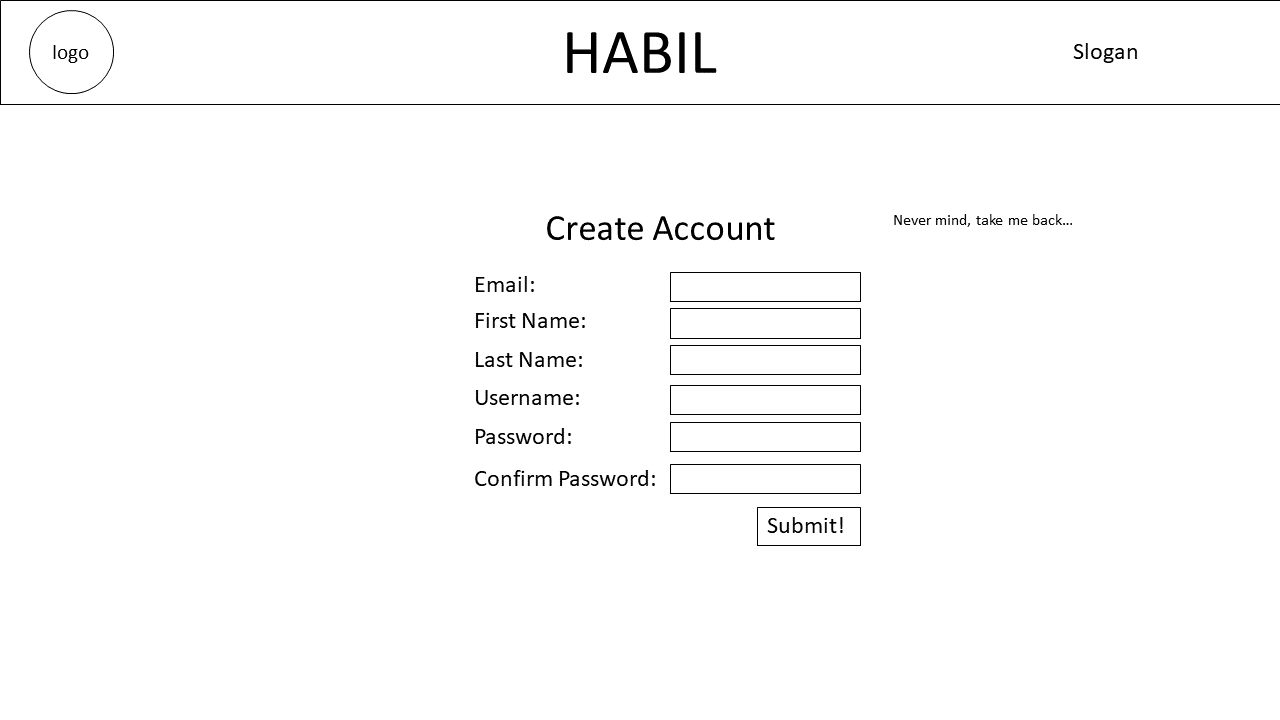 logo
HABIL
Slogan
Create Account
Never mind, take me back...
Email:
First Name:
Last Name:
Username:
Password:
Confirm Password:
Submit!